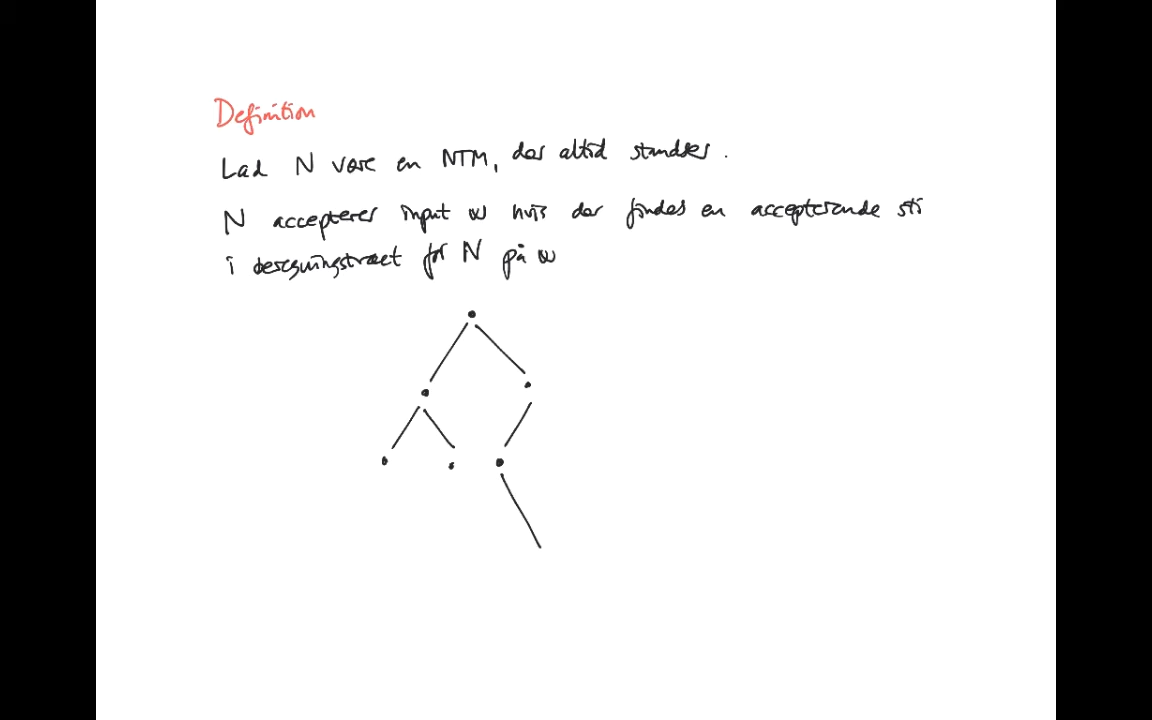 Definition
Lad N være en NTM, der altid standser.
N accepterer input w hvis der findes en accepterende sti
i beregningstræet for N på w